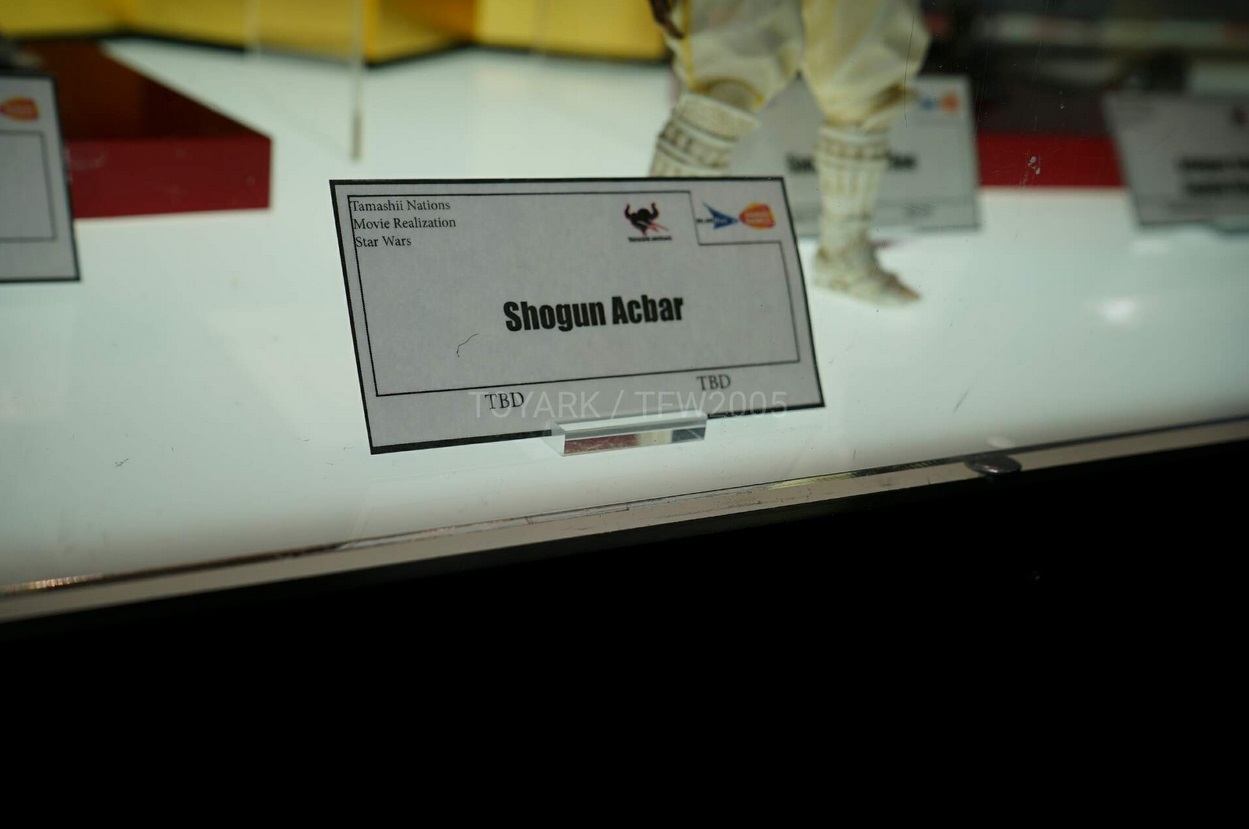 Tamashii Nations
Movie Realization
Star Wars
Shogun Acbar
TBD
TBD
TOYARK / TFW2005